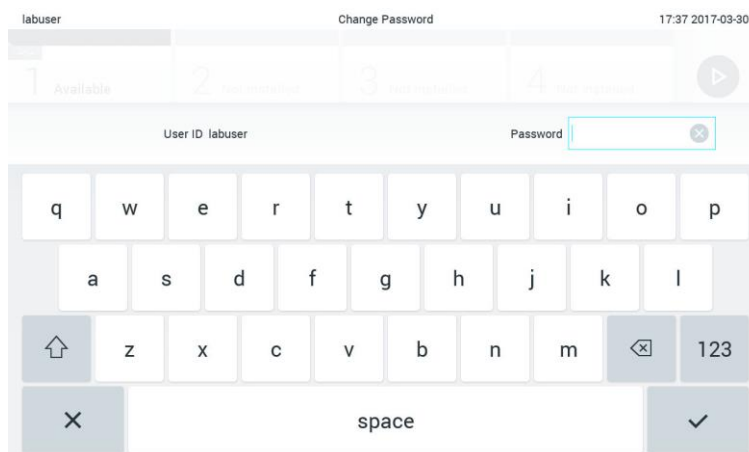 labuser Change Password 17:37 2017-03-30
1 Available 2 Not Installed 3 Not Installed 4 Not Installed
User ID labuser Password
q w e r t y u i o p
a s d f g h j k l
z x c v b n m 123
space